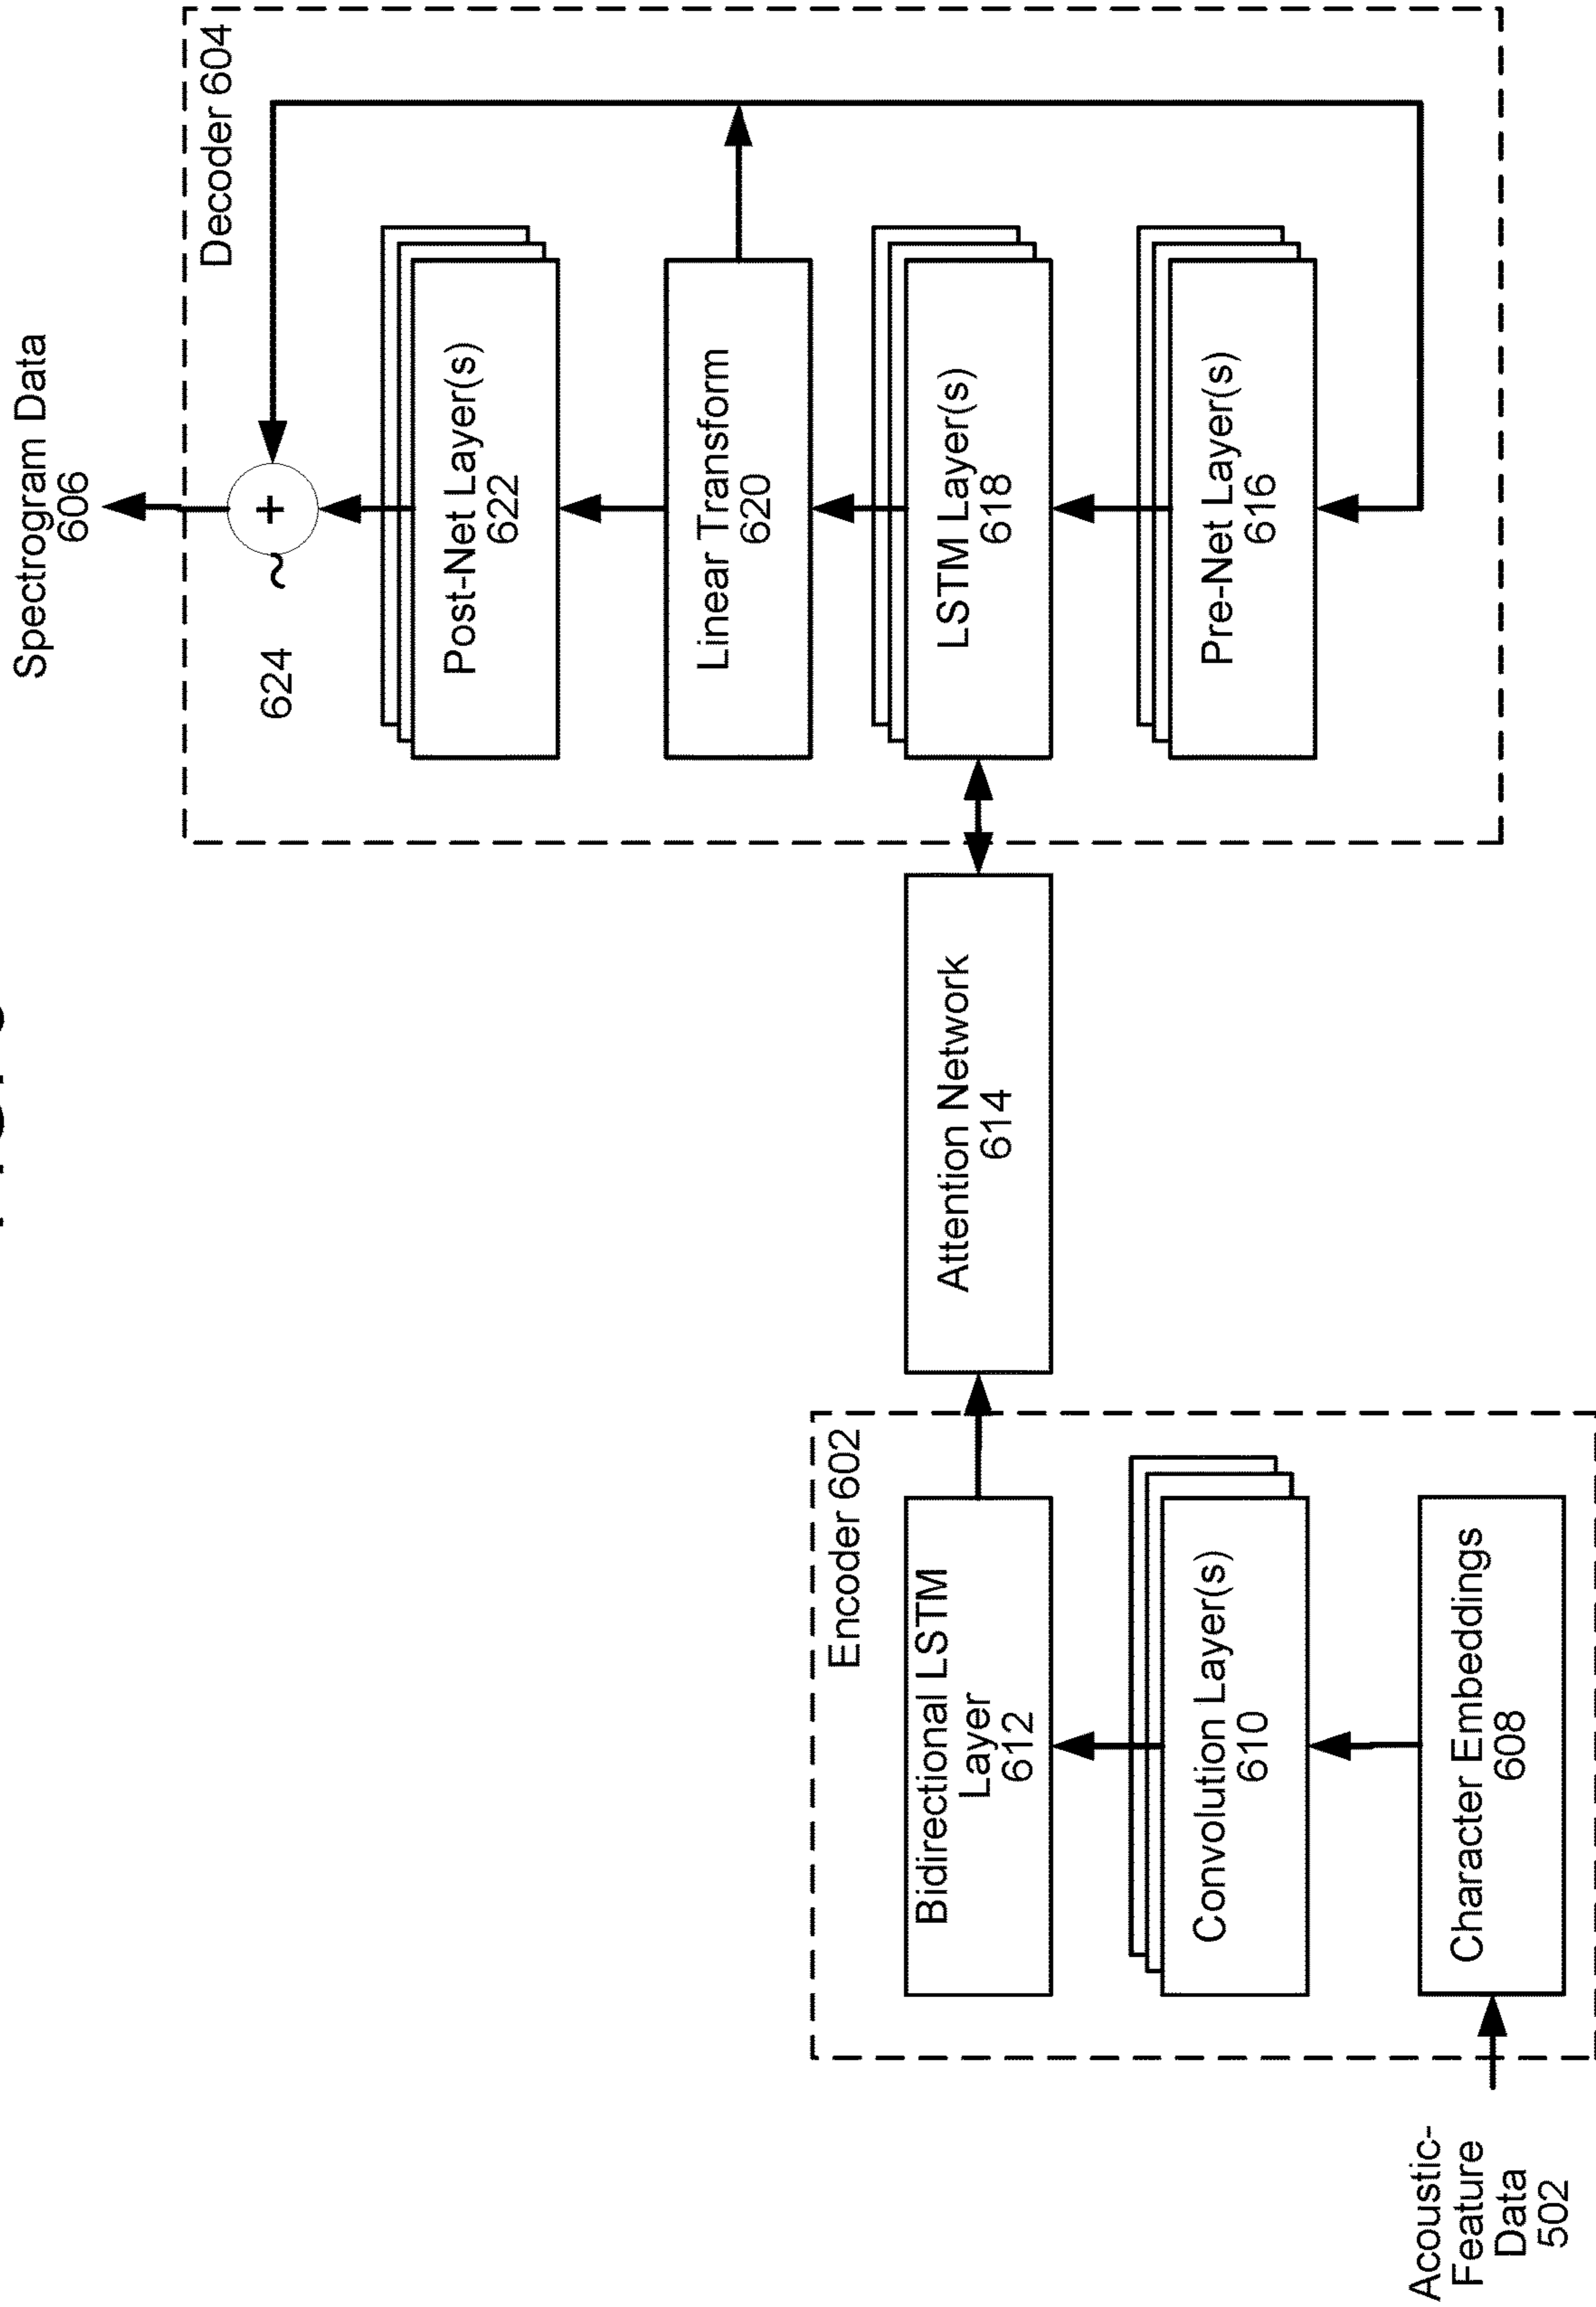 Spectrogram Data
606
Decoder 604
+
~
624
Post-Net Layer(s)
622
Linear Transform
620
LSTM Layer(s)
618
Pre-Net Layer(s)
616
Attention Network
614
Encoder 602
Bidirectional LSTM
Layer
612
Convolution Layer(s)
610
Character Embeddings
608
Acoustic-
Feature
Data
502